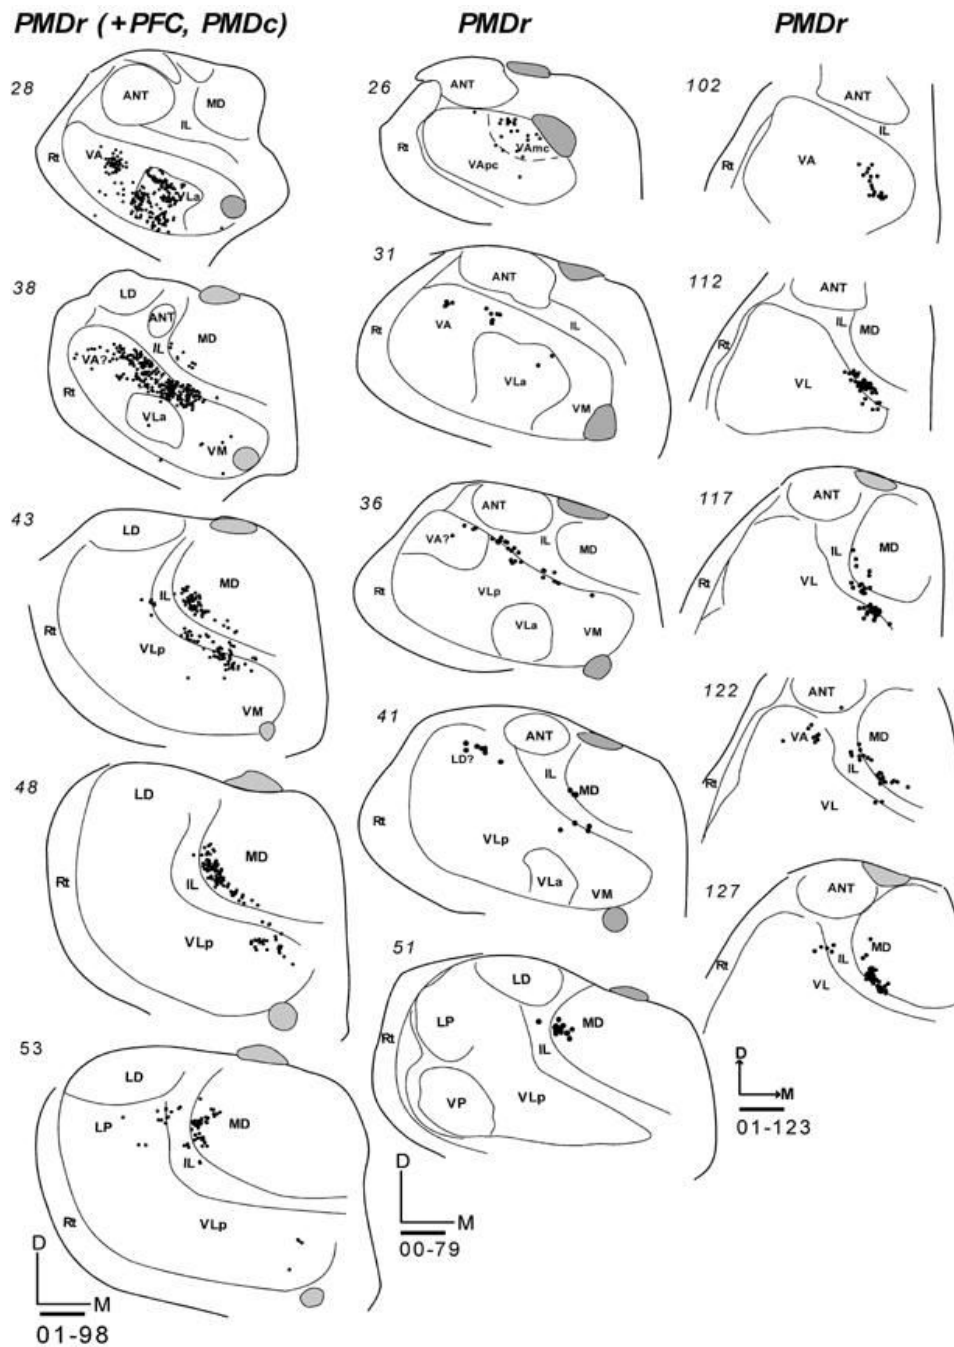 PMDr (+PFC, PMDc)
28
ANT
MD
IL
Rt
VA
VLa
38
LD
ANT
MD
IL
VA?
Rt
VLa
VM
43
LD
MD
IL
Rt
VLp
VM
48
LD
MD
IL
Rt
VLp
53
LD
LP
MD
IL
Rt
VLp
D
M
01-98
PMDr
26
ANT
Rt
VAmc
VApc
31
ANT
IL
VA
Rt
VLa
VM
36
ANT
IL
MD
VA?
VLp
Rt
VLa
VM
41
ANT
LD?
IL
MD
Rt
VLp
VLa
VM
51
LD
LP
MD
Rt
IL
VP
VLp
D
M
00-79
PMDr
102
ANT
IL
Rt
VA
112
ANT
IL
MD
Rt
VL
117
ANT
IL
MD
Rt
VL
122
ANT
VA
MD
IL
Rt
VL
127
ANT
MD
IL
Rt
VL
D
M
01-123